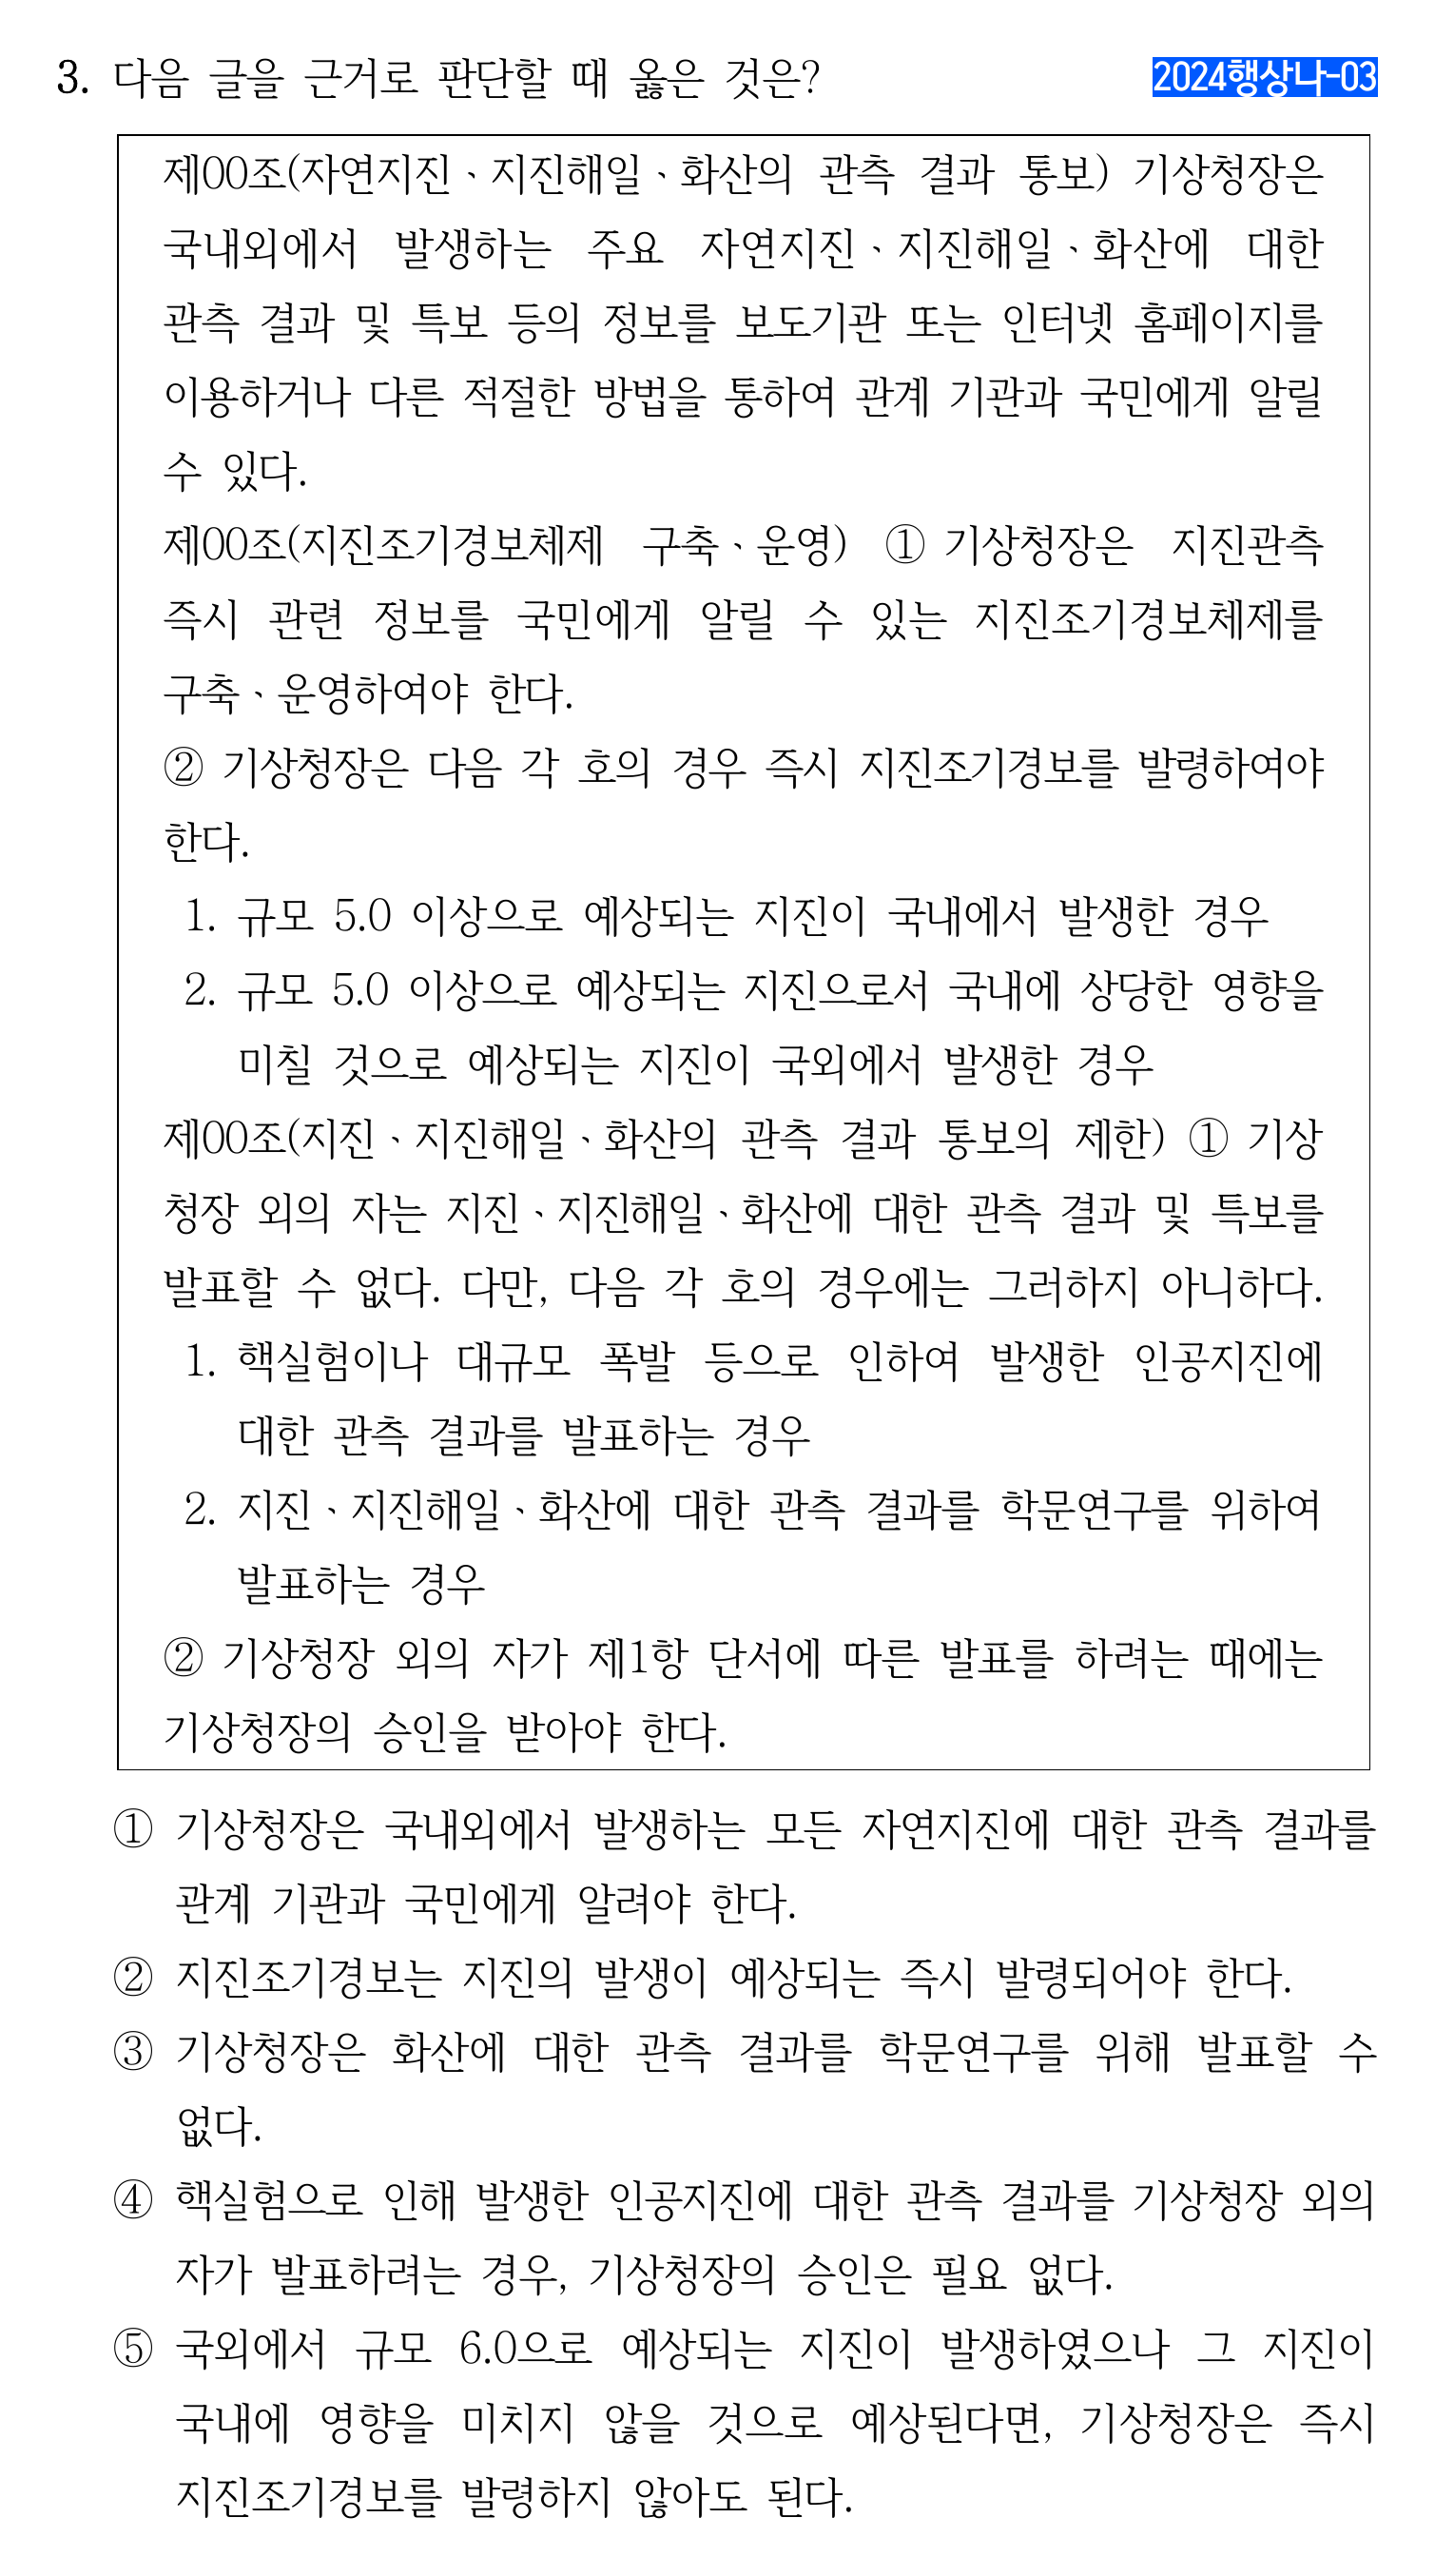 3. 다음 글을 근거로 판단할 때 옳은 것은?
2024행상나-03
제00조(자연지진ㆍ지진해일ㆍ화산의 관측 결과 통보) 기상청장은
국내외에서 발생하는 주요 자연지진ㆍ지진해일ㆍ화산에 대한
관측 결과 및 특보 등의 정보를 보도기관 또는 인터넷 홈페이지를
이용하거나 다른 적절한 방법을 통하여 관계 기관과 국민에게 알릴
수 있다.
제00조(지진조기경보체제 구축ㆍ운영) ① 기상청장은 지진관측
즉시 관련 정보를 국민에게 알릴 수 있는 지진조기경보체제를
구축ㆍ운영하여야 한다.
② 기상청장은 다음 각 호의 경우 즉시 지진조기경보를 발령하여야
한다.
1. 규모 5.0 이상으로 예상되는 지진이 국내에서 발생한 경우
2. 규모 5.0 이상으로 예상되는 지진으로서 국내에 상당한 영향을
미칠 것으로 예상되는 지진이 국외에서 발생한 경우
제00조(지진ㆍ지진해일ㆍ화산의 관측 결과 통보의 제한) ① 기상
청장 외의 자는 지진ㆍ지진해일ㆍ화산에 대한 관측 결과 및 특보를
발표할 수 없다. 다만, 다음 각 호의 경우에는 그러하지 아니하다.
1. 핵실험이나 대규모 폭발 등으로 인하여 발생한 인공지진에
대한 관측 결과를 발표하는 경우
2. 지진ㆍ지진해일ㆍ화산에 대한 관측 결과를 학문연구를 위하여
발표하는 경우
② 기상청장 외의 자가 제1항 단서에 따른 발표를 하려는 때에는
기상청장의 승인을 받아야 한다.
① 기상청장은 국내외에서 발생하는 모든 자연지진에 대한 관측 결과를
관계 기관과 국민에게 알려야 한다.
② 지진조기경보는 지진의 발생이 예상되는 즉시 발령되어야 한다.
③ 기상청장은 화산에 대한 관측 결과를 학문연구를 위해 발표할 수
없다.
④ 핵실험으로 인해 발생한 인공지진에 대한 관측 결과를 기상청장 외의
자가 발표하려는 경우, 기상청장의 승인은 필요 없다.
⑤ 국외에서 규모 6.0으로 예상되는 지진이 발생하였으나 그 지진이
국내에 영향을 미치지 않을 것으로 예상된다면, 기상청장은 즉시
지진조기경보를 발령하지 않아도 된다.